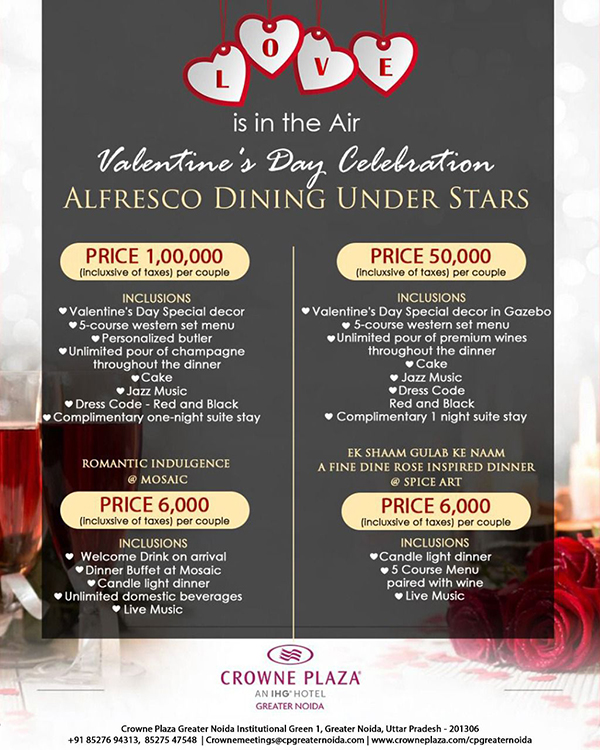 LOVE
is in the Air
Valentine's Day Celebration
ALFRESCO DINING UNDER STARS
PRICE 1,00,000
(incluxsive of taxes) per couple
INCLUSIONS
Valentine's Day Special decor
5-course western set menu
Personalized butler
Unlimited pour of champagne
throughout the dinner
Cake
Jazz Music
Dress Code - Red and Black
Complimentary one-night suite stay
PRICE 50,000
(incluxsive of taxes) per couple
INCLUSIONS
Valentine's Day Special decor in Gazebo
5-course western set menu
Unlimited pour of premium wines
throughout the dinner
Cake
Jazz Music
Dress Code
Red and Black
Complimentary 1 night suite stay
ROMANTIC INDULGENCE
@ MOSAIC
PRICE 6,000
(incluxsive of taxes) per couple
INCLUSIONS
Welcome Drink on arrival
Dinner Buffet at Mosaic
Candle light dinner
Unlimited domestic beverages
Live Music
EK SHAAM GULAB KE NAAM
A FINE DINE ROSE INSPIRED DINNER
@ SPICE ART
PRICE 6,000
(incluxsive of taxes) per couple
INCLUSIONS
Candle light dinner
5 Course Menu
paired with wine
Live Music
CROWNE PLAZA
AN IHG® HOTEL
GREATER NOIDA
Crowne Plaza Greater Noida Institutional Green 1, Greater Noida, Uttar Pradesh - 201306
+91 85276 94313, 85275 47548 | Crownemeetings@cpgreaternoida.com | www.crowneplaza.com/cpgreaternoida